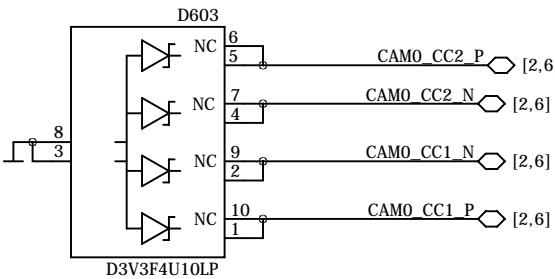 D603
NC 6
5 CAM0_CC2_P [2,6
NC 7 CAM0_CC2_N [2,6]
4
8
3
NC 9 CAM0_CC1_N [2,6]
2
NC 10 CAM0_CC1_P [2,6]
1
D3V3F4U10LP